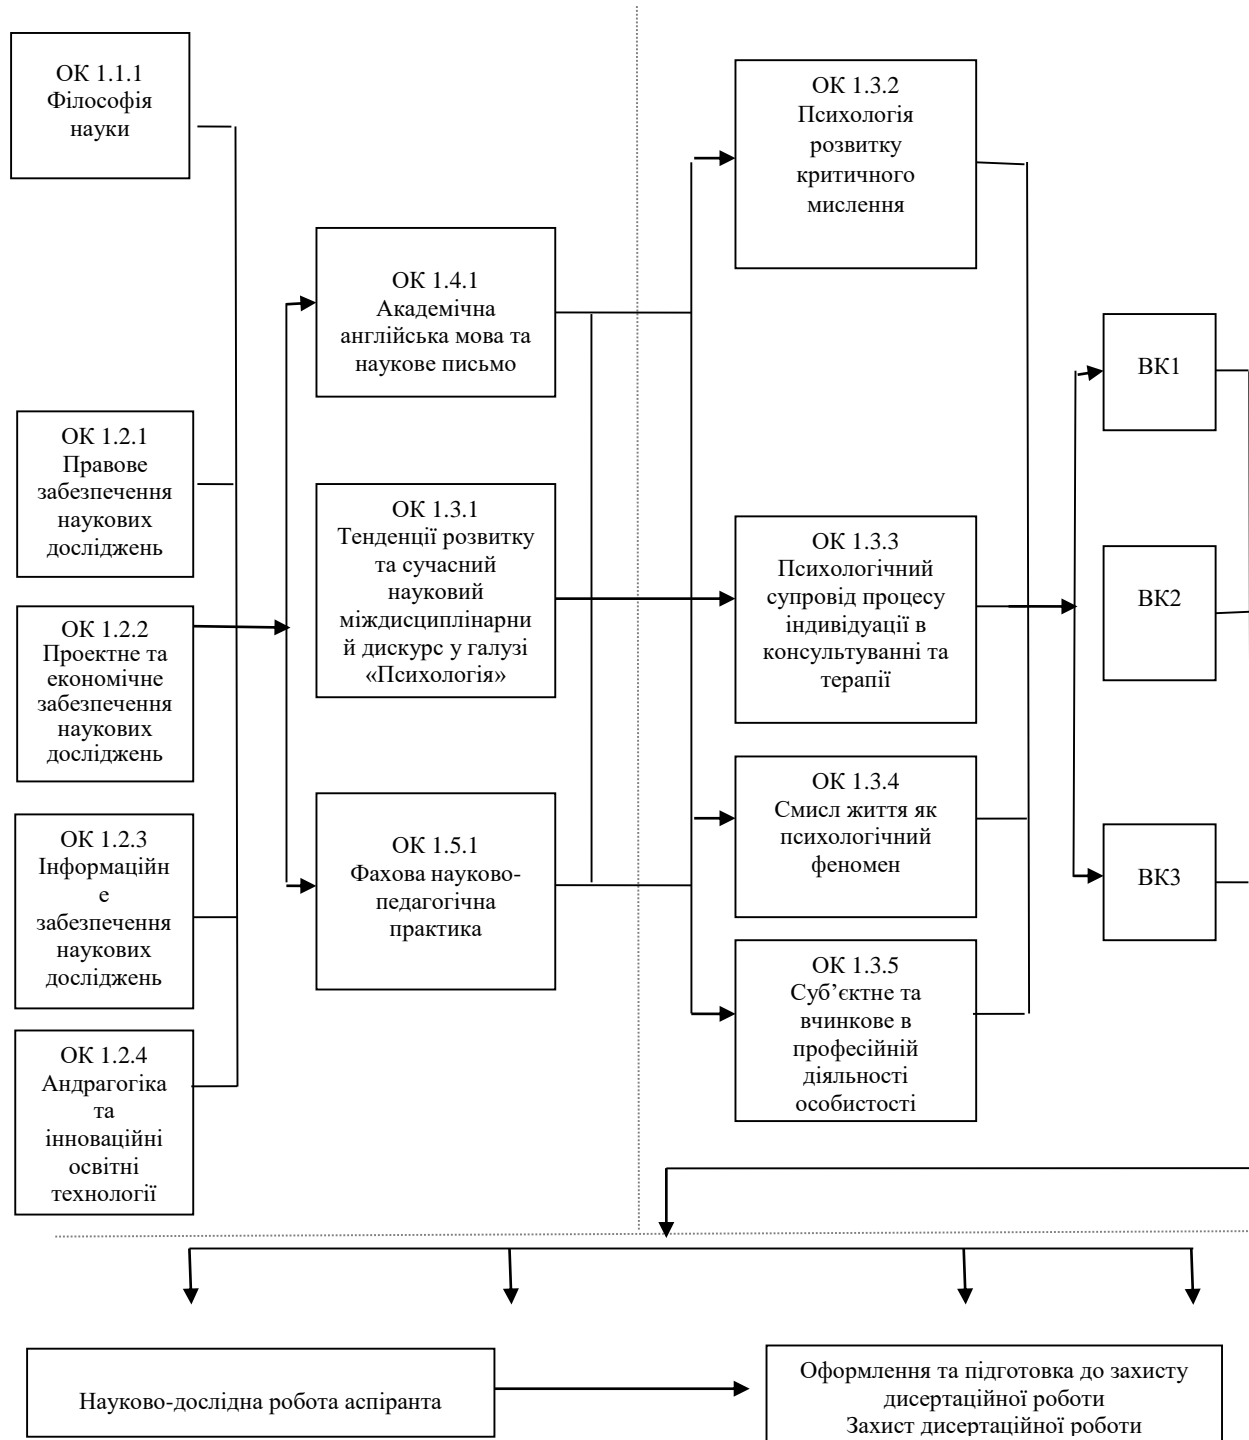 ОК 1.1.1
Філософія
науки
ОК 1.2.1
Правове
забезпечення
наукових
досліджень
ОК 1.2.2
Проектне та
економічне
забезпечення
наукових
досліджень
ОК 1.2.3
Інформаційн
е
забезпечення
наукових
досліджень
ОК 1.2.4
Андрагогіка
та
інноваційні
освітні
технології
ОК 1.4.1
Академічна
англійська мова та
наукове письмо
ОК 1.3.1
Тенденції розвитку
та сучасний
науковий
міждисциплінарни
й дискурс у галузі
«Психологія»
ОК 1.5.1
Фахова науково-
педагогічна
практика
ОК 1.3.2
Психологія
розвитку
критичного
мислення
ОК 1.3.3
Психологічний
супровід процесу
індивідуації в
консультуванні та
терапії
ОК 1.3.4
Смисл життя як
психологічний
феномен
ОК 1.3.5
Суб’єктне та
вчинкове в
професійній
діяльності
особистості
ВК1
ВК2
ВК3
Науково-дослідна робота аспіранта
Оформлення та підготовка до захисту
дисертаційної роботи
Захист дисертаційної роботи